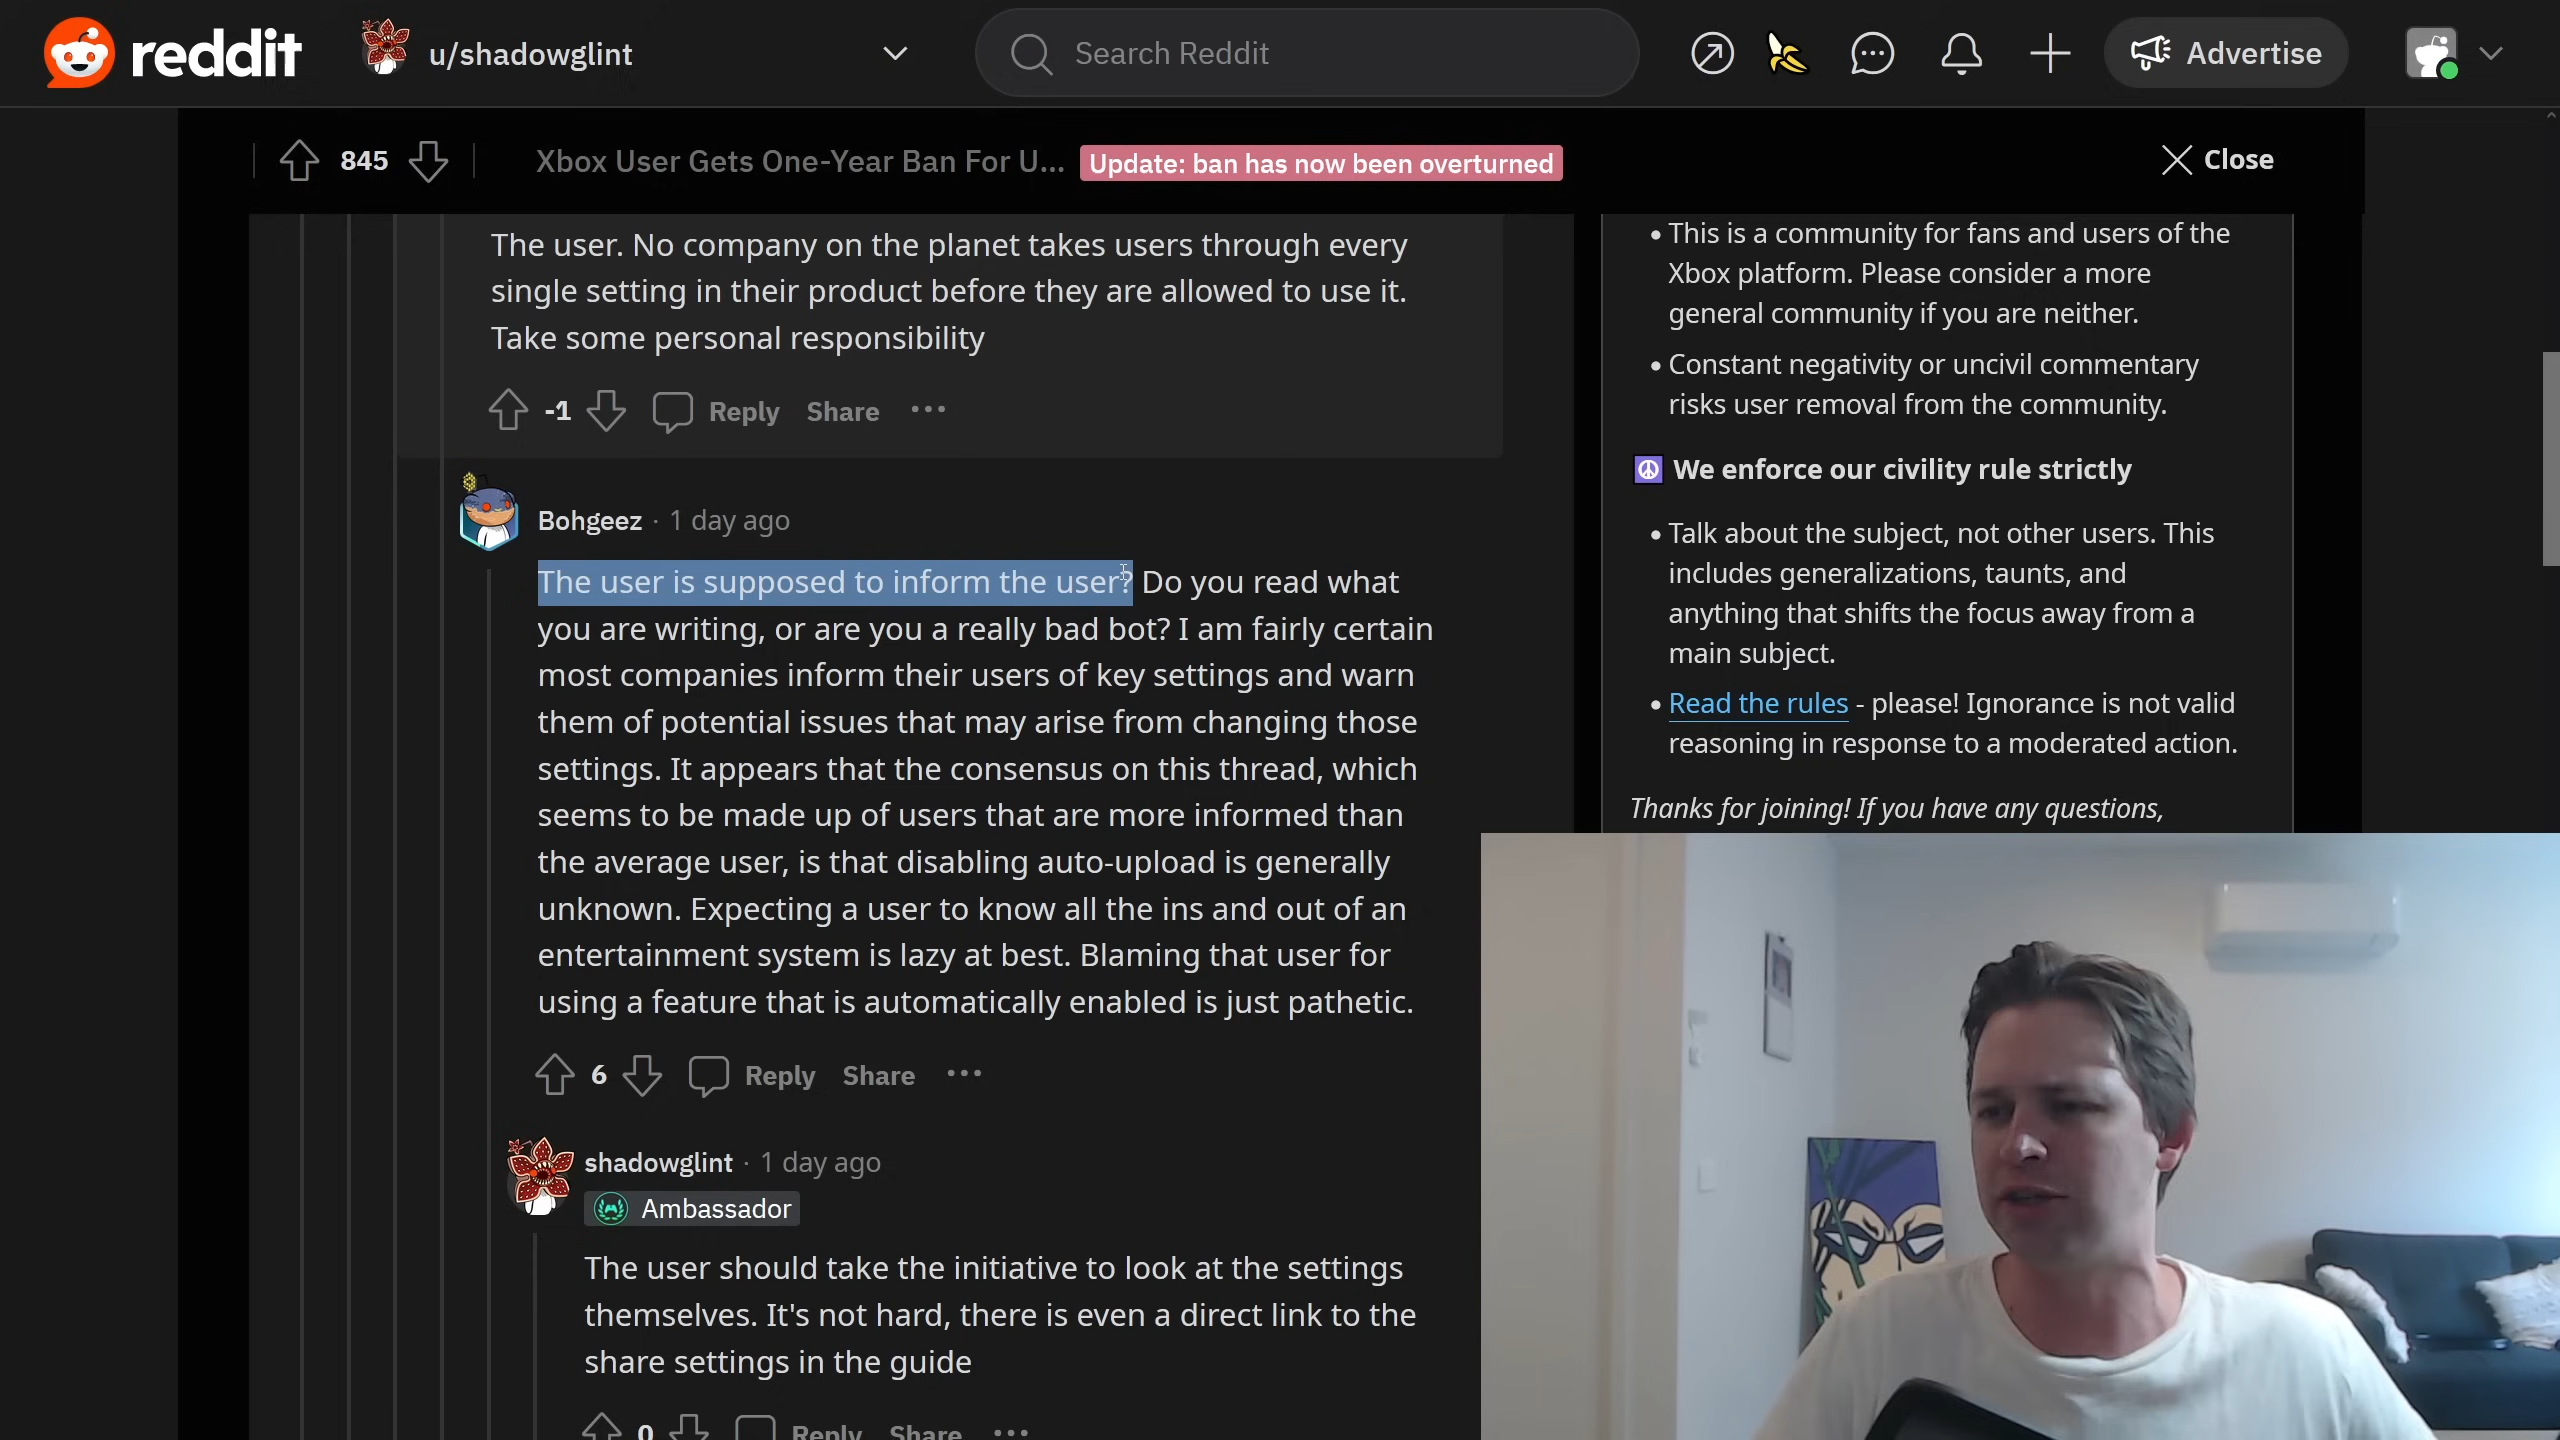 reddit
u/shadowglint
Search Reddit
Advertise
845
Xbox User Gets One-Year Ban For U...
Update: ban has now been overturned
Close
The user. No company on the planet takes users through every
single setting in their product before they are allowed to use it.
Take some personal responsibility
-1
Reply
Share
Bohgeez · 1 day ago
The user is supposed to inform the user? Do you read what
you are writing, or are you a really bad bot? I am fairly certain
most companies inform their users of key settings and warn
them of potential issues that may arise from changing those
settings. It appears that the consensus on this thread, which
seems to be made up of users that are more informed than
the average user, is that disabling auto-upload is generally
unknown. Expecting a user to know all the ins and out of an
entertainment system is lazy at best. Blaming that user for
using a feature that is automatically enabled is just pathetic.
6
Reply
Share
shadowglint · 1 day ago
Ambassador
The user should take the initiative to look at the settings
themselves. It's not hard, there is even a direct link to the
share settings in the guide
0
Reply
Share
• This is a community for fans and users of the
Xbox platform. Please consider a more
general community if you are neither.
• Constant negativity or uncivil commentary
risks user removal from the community.
We enforce our civility rule strictly
• Talk about the subject, not other users. This
includes generalizations, taunts, and
anything that shifts the focus away from a
main subject.
• Read the rules - please! Ignorance is not valid
reasoning in response to a moderated action.
Thanks for joining! If you have any questions,